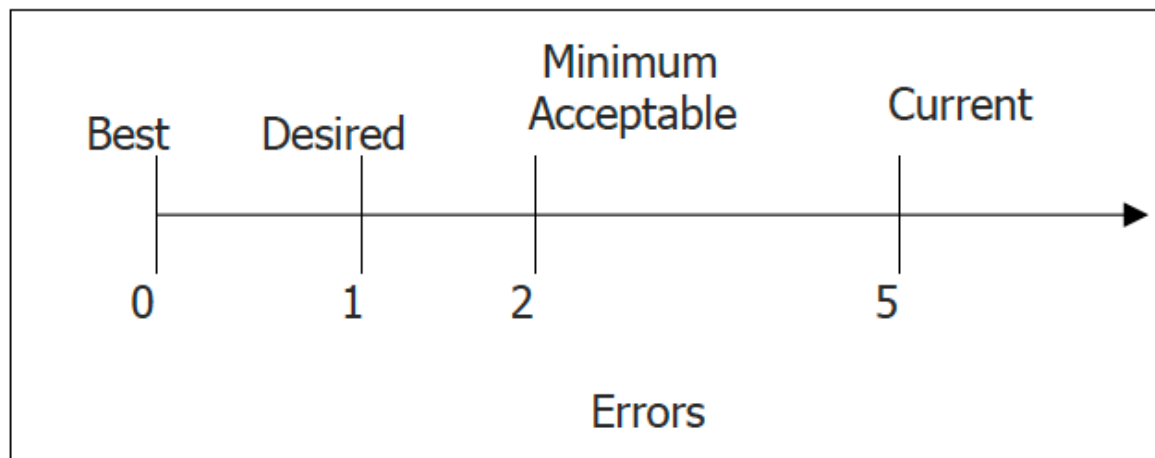 Minimum
Acceptable
Current
Best
Desired
0
1
2
5
Errors